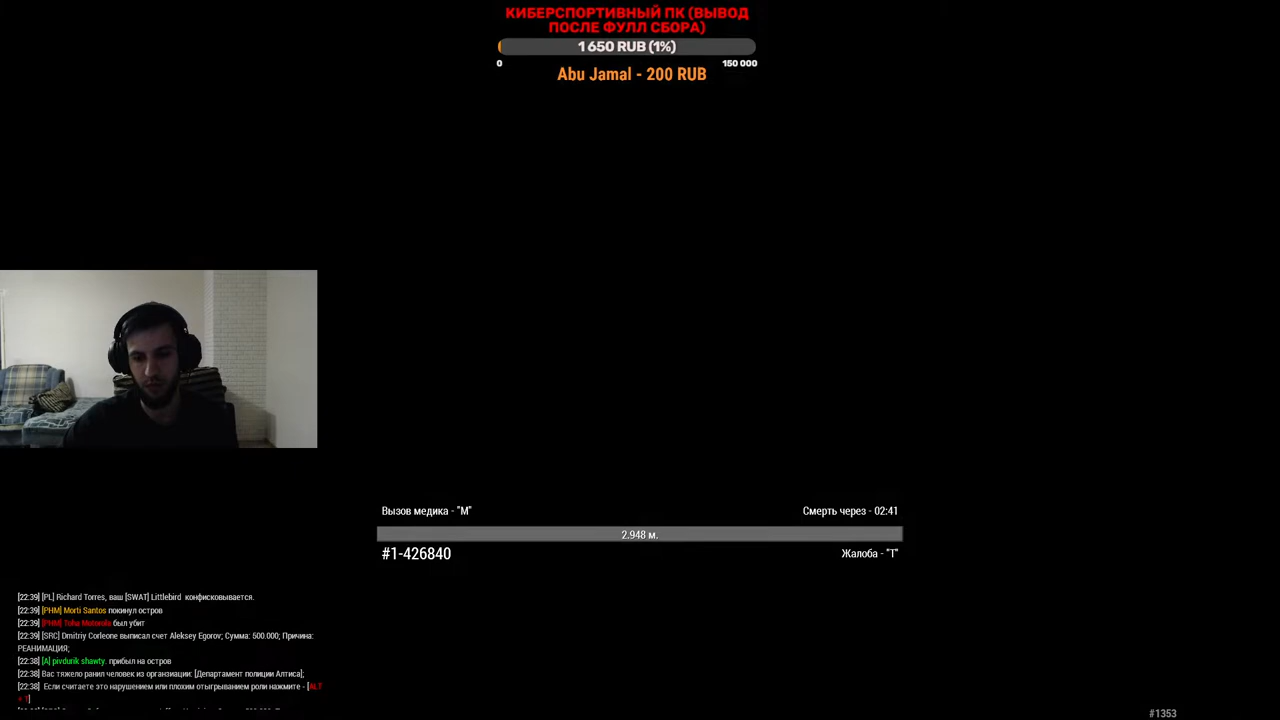 КИБЕРСПОРТИВНЫЙ ПК (ВЫВОД
ПОСЛЕ ФУЛЛ СБОРА)
1 650 RUB (1%)
0 150 000
Abu Jamal - 200 RUB
Вызов медика - "M" Смерть через - 02:41
2.948 м.
#1-426840 Жалоба - "T"
[22:39] [PL] Richard Torres, ваш [SWAT] Littlebird конфисковывается.
[22:39] [PHM] Morti Santos покинул остров
[22:39] [PHM] Toha Motorola был убит
[22:39] [SRC] Dmitriy Corleone выписал счет Aleksey Egorov; Сумма: 500.000; Причина:
РЕАНИМАЦИЯ;
[22:38] [A] pivdurik shawty. прибыл на остров
[22:38] Вас тяжело ранил человек из органзиации: [Департамент полиции Алтиса];
[22:38] Если считаете это нарушением или плохим отыгрыванием роли нажмите - [ALT
+ T]
#1353